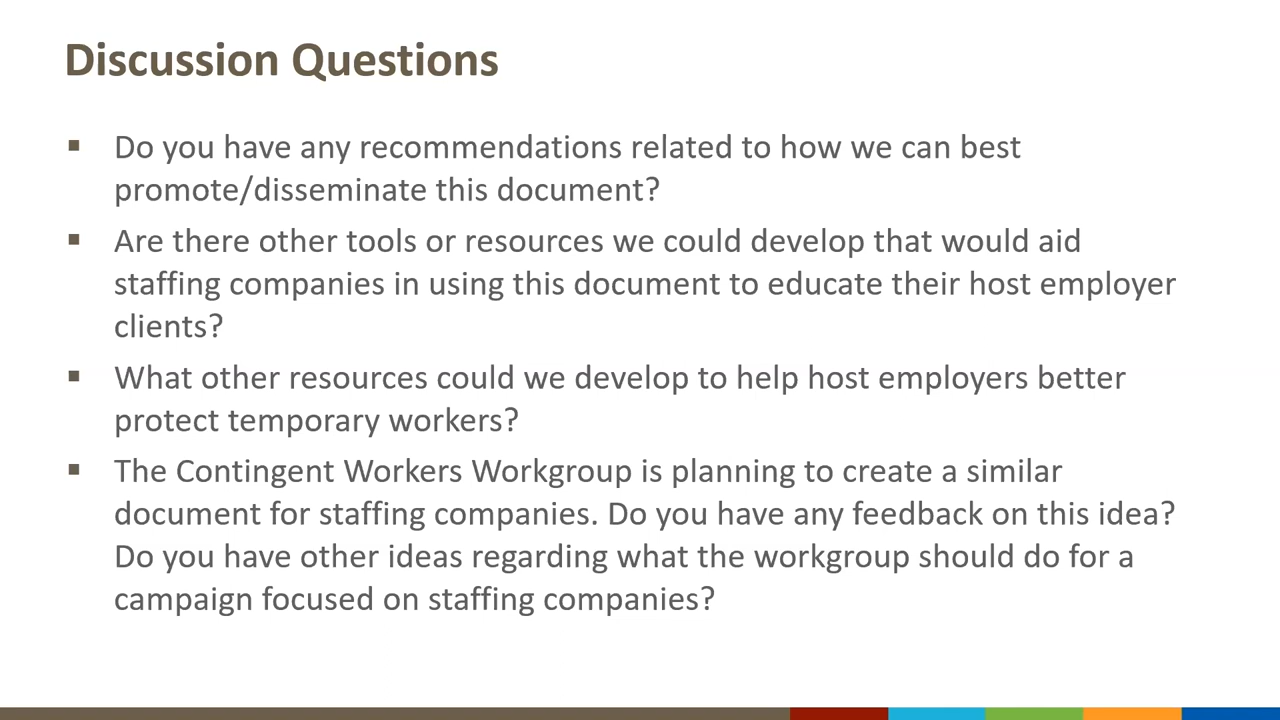 Discussion Questions
▪ Do you have any recommendations related to how we can best
promote/disseminate this document?
▪ Are there other tools or resources we could develop that would aid
staffing companies in using this document to educate their host employer
clients?
▪ What other resources could we develop to help host employers better
protect temporary workers?
▪ The Contingent Workers Workgroup is planning to create a similar
document for staffing companies. Do you have any feedback on this idea?
Do you have other ideas regarding what the workgroup should do for a
campaign focused on staffing companies?